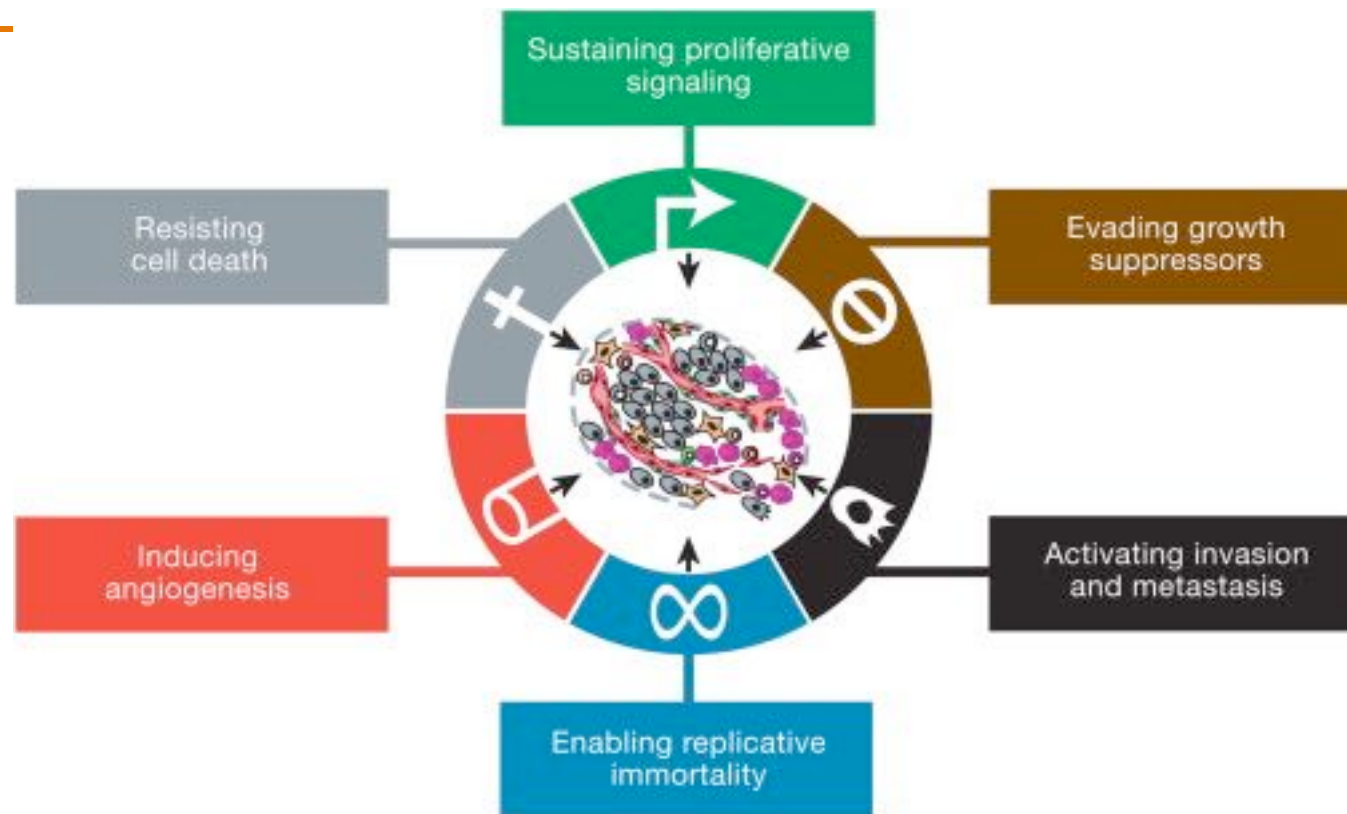 Sustaining proliferative
signaling
Resisting
cell death
Evading growth
suppressors
Inducing
angiogenesis
Activating invasion
and metastasis
Enabling replicative
immortality